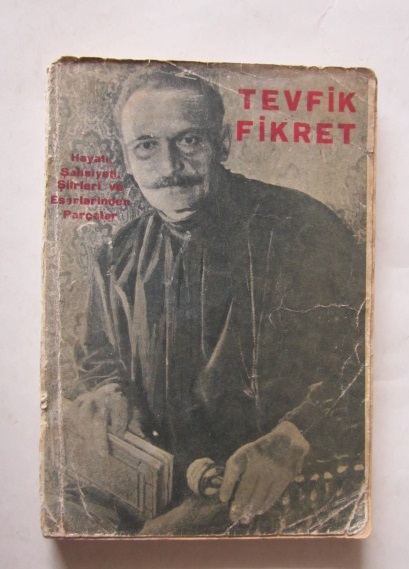 TEVFİK
FİKRET
Hayatı,
Şahsiyeti,
Şiirleri ve
Eserlerinden
Parçalar